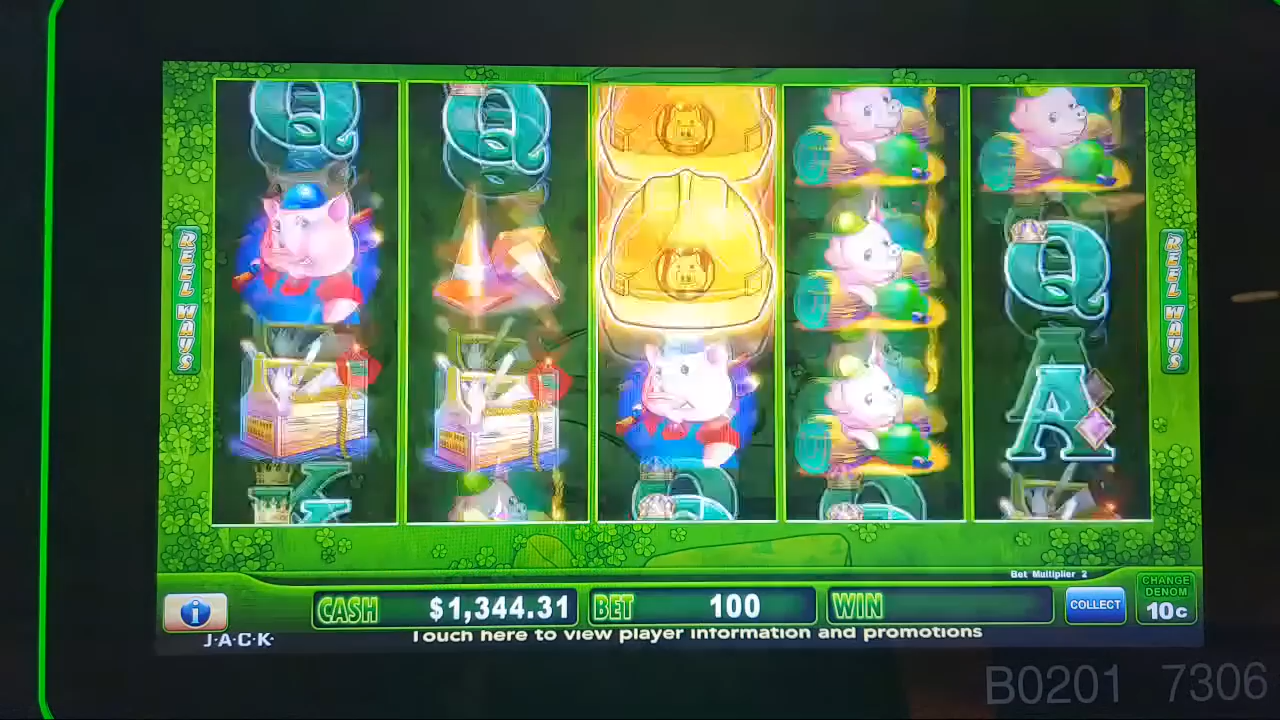 Q
Q
REEL WAYS
REEL WAYS
Q
A
Bet Multiplier 2
CASH $1,344.31 BET 100 WIN COLLECT CHANGE DENOM 10c
J·A·C·K
Touch here to view player information and promotions
B0201 7306